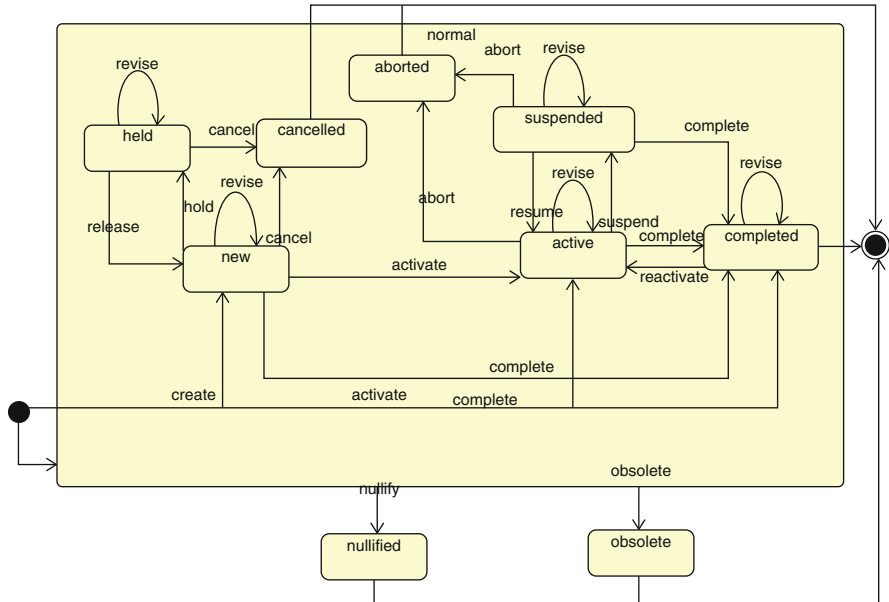 normal
abort
revise
aborted
revise
suspended
held
cancel
cancelled
complete
revise
revise
revise
abort
hold
resume
suspend
release
cancel
complete
completed
new
active
activate
reactivate
complete
create
activate
complete
obsolete
nullify
nullified
obsolete